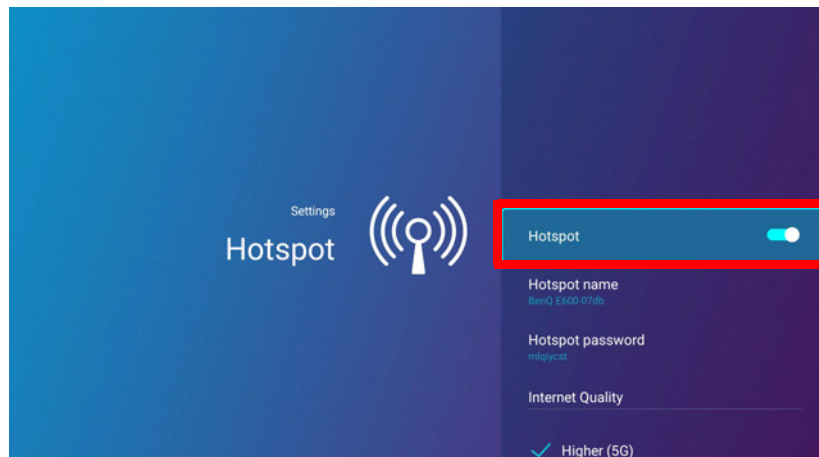 Settings
Hotspot
Hotspot
Hotspot name
BenQ E600-07db
Hotspot password
mlqiycst
Internet Quality
Higher (5G)